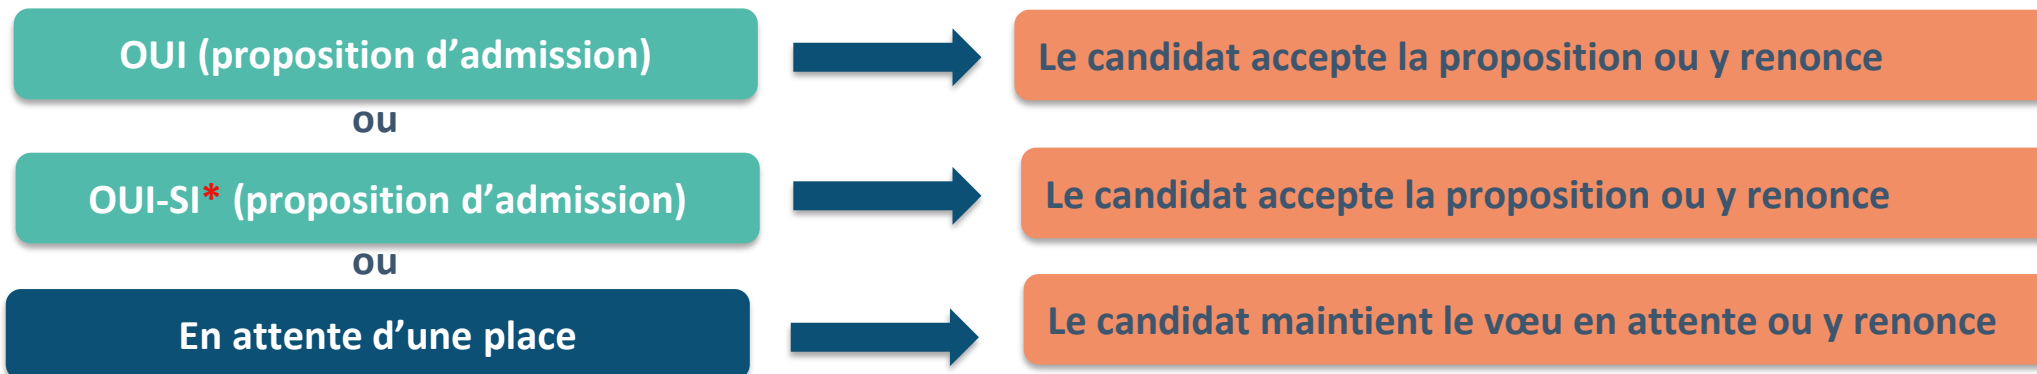 OUI (proposition d’admission)
Le candidat accepte la proposition ou y renonce
ou
OUI-SI* (proposition d’admission)
Le candidat accepte la proposition ou y renonce
ou
En attente d’une place
Le candidat maintient le vœu en attente ou y renonce